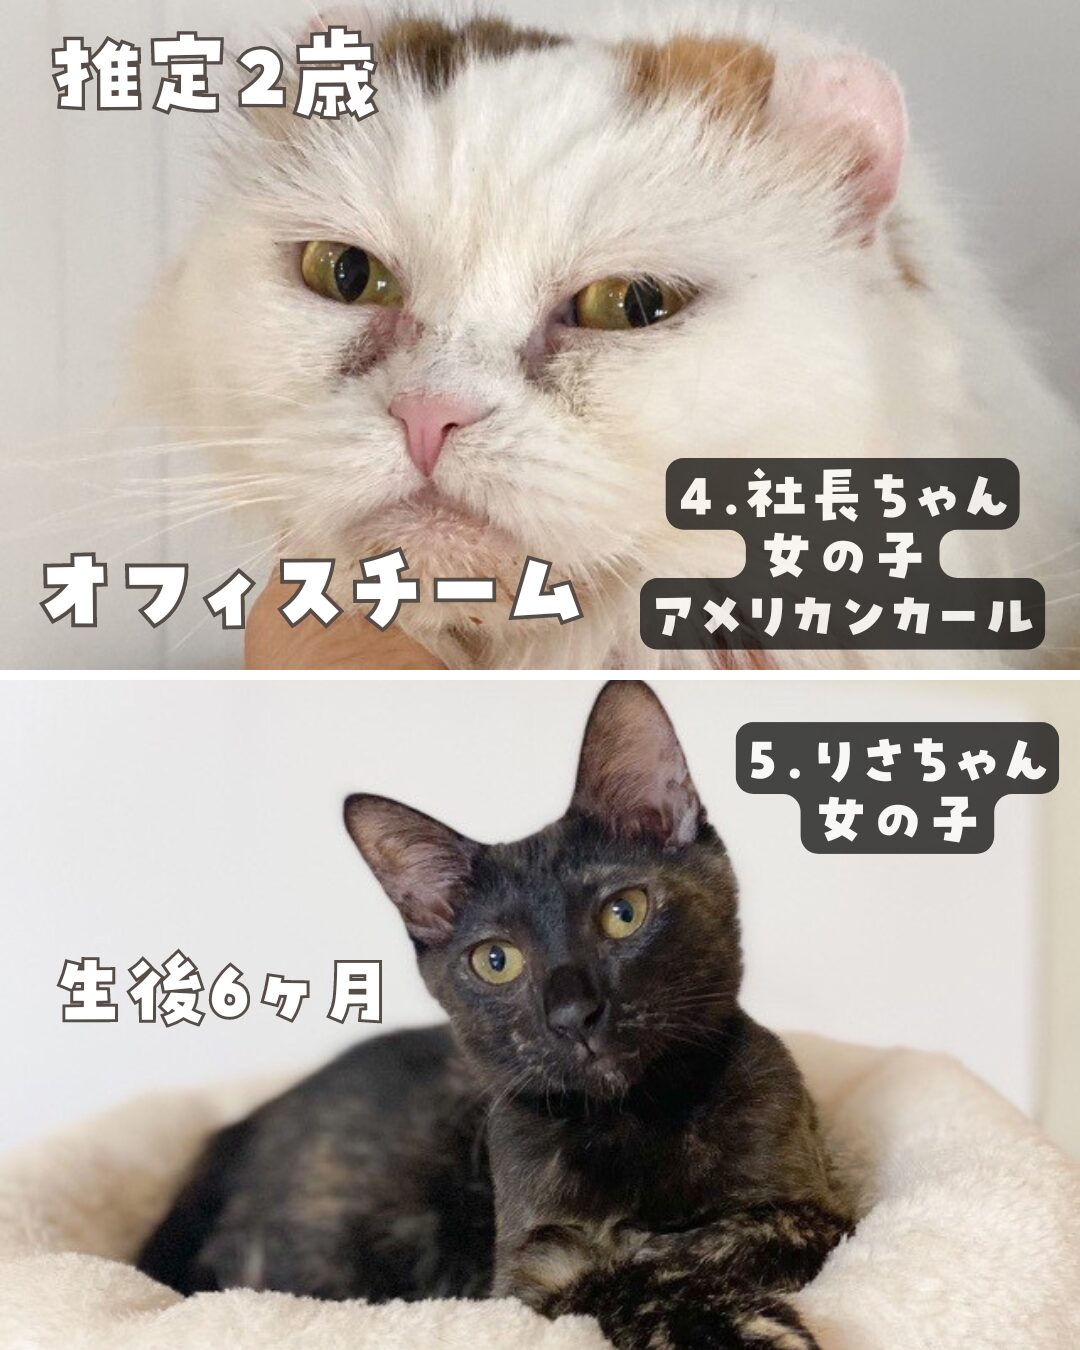 推定2歳
4.社長ちゃん
女の子
アメリカンカール
オフィスチーム
5.りさちゃん
女の子
生後6ヶ月